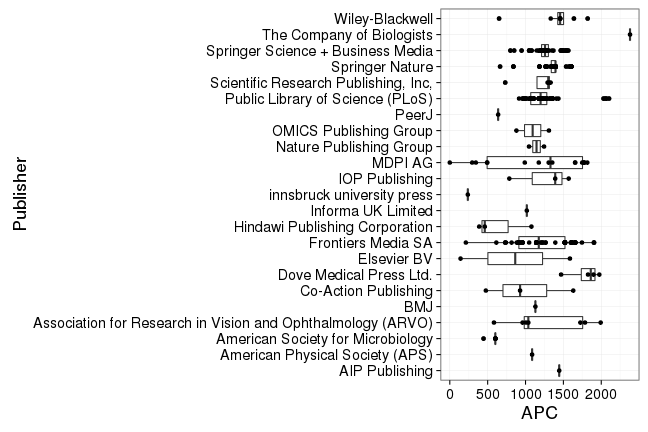 Wiley-Blackwell
The Company of Biologists
Springer Science + Business Media
Springer Nature
Scientific Research Publishing, Inc,
Public Library of Science (PLoS)
PeerJ
OMICS Publishing Group
Nature Publishing Group
MDPI AG
IOP Publishing
innsbruck university press
Informa UK Limited
Hindawi Publishing Corporation
Frontiers Media SA
Elsevier BV
Dove Medical Press Ltd.
Co-Action Publishing
BMJ
Association for Research in Vision and Ophthalmology (ARVO)
American Society for Microbiology
American Physical Society (APS)
AIP Publishing
Publisher
0 500 1000 1500 2000
APC